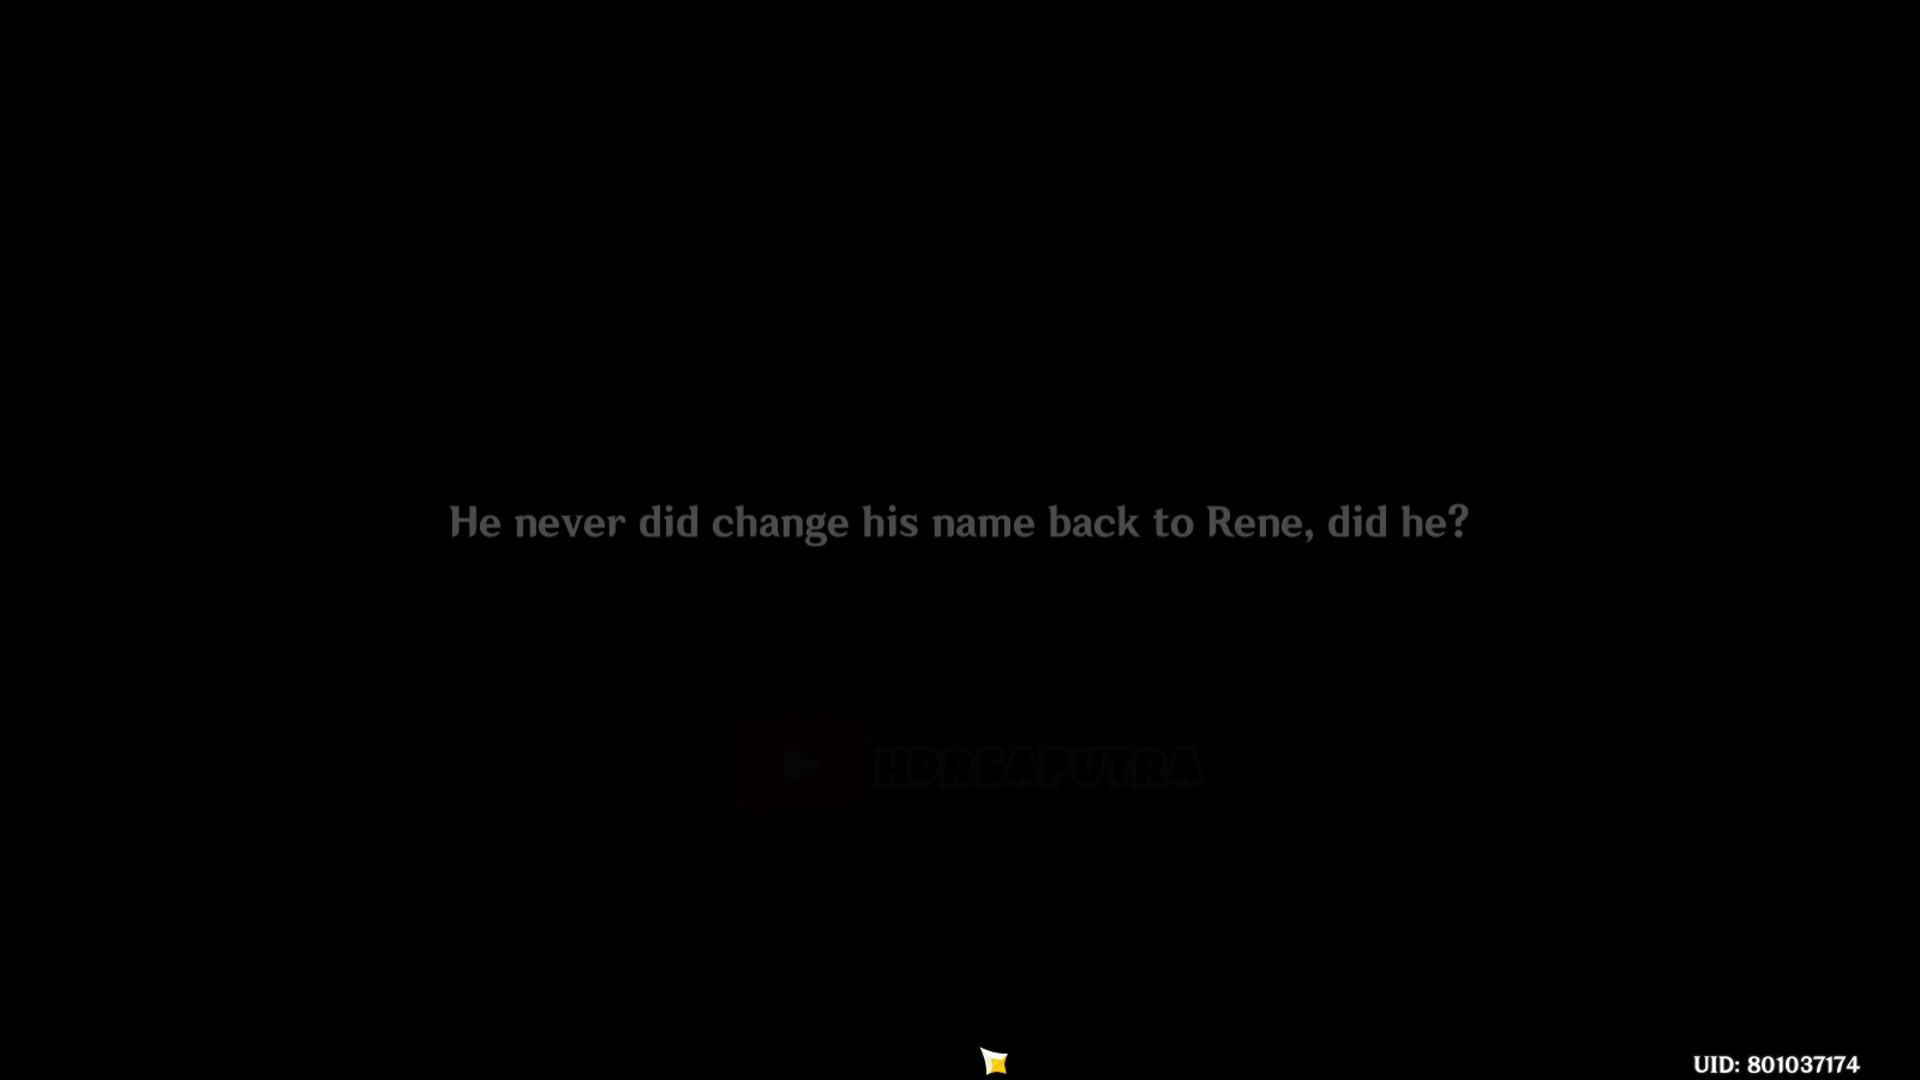 He never did change his name back to Rene, did he?
HDRSAPUTRA
UID: 801037174